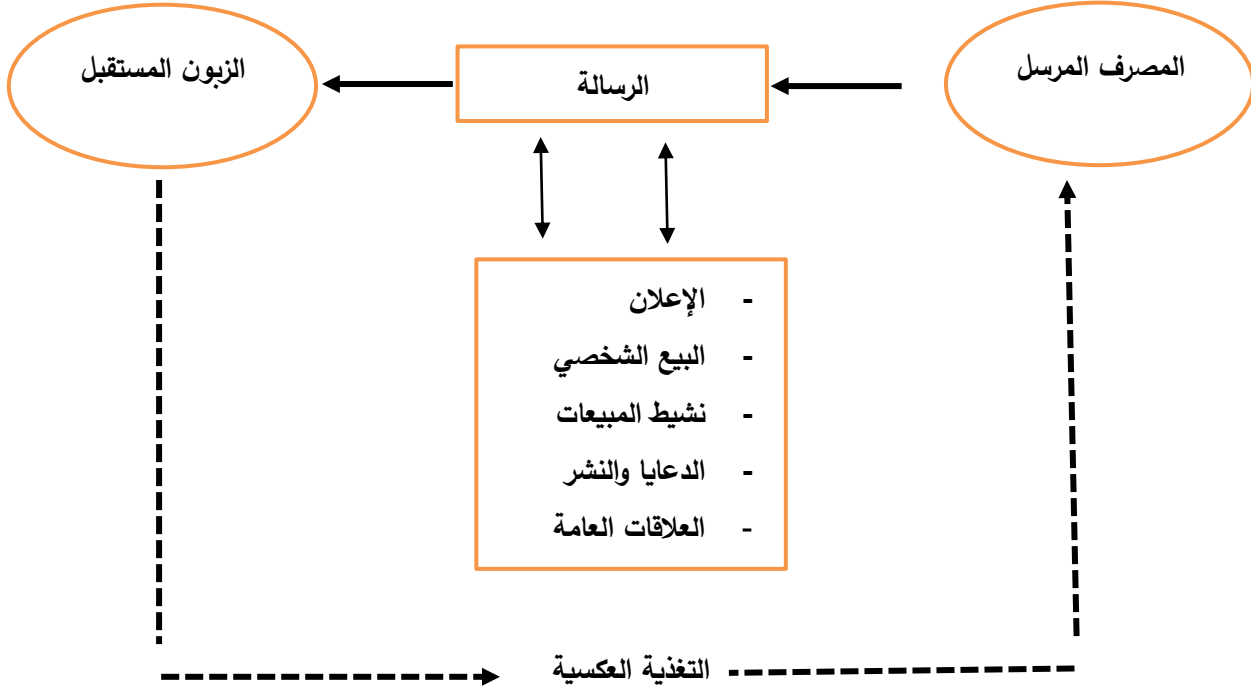 المصرف المرسل
الرسالة
الزبون المستقبل
- الإعلان
- البيع الشخصي
- نشيط المبيعات
- الدعايا والنشر
- العلاقات العامة
التغذية العكسية